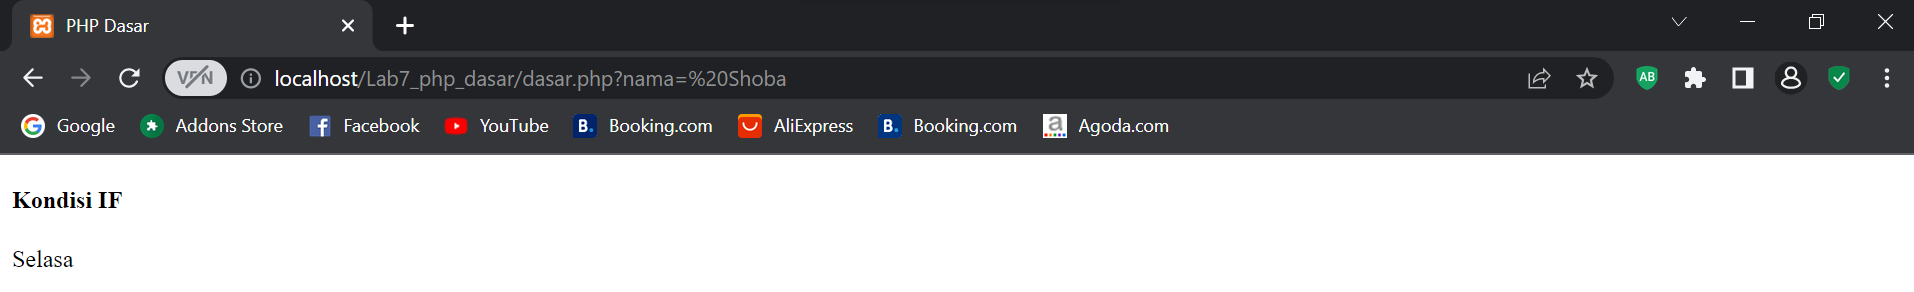 PHP Dasar
VPN localhost/Lab7_php_dasar/dasar.php?nama=%20Shoba AB
Google Addons Store Facebook B. YouTube Booking.com AliExpress B. Booking.com a Agoda.com
Kondisi IF
Selasa